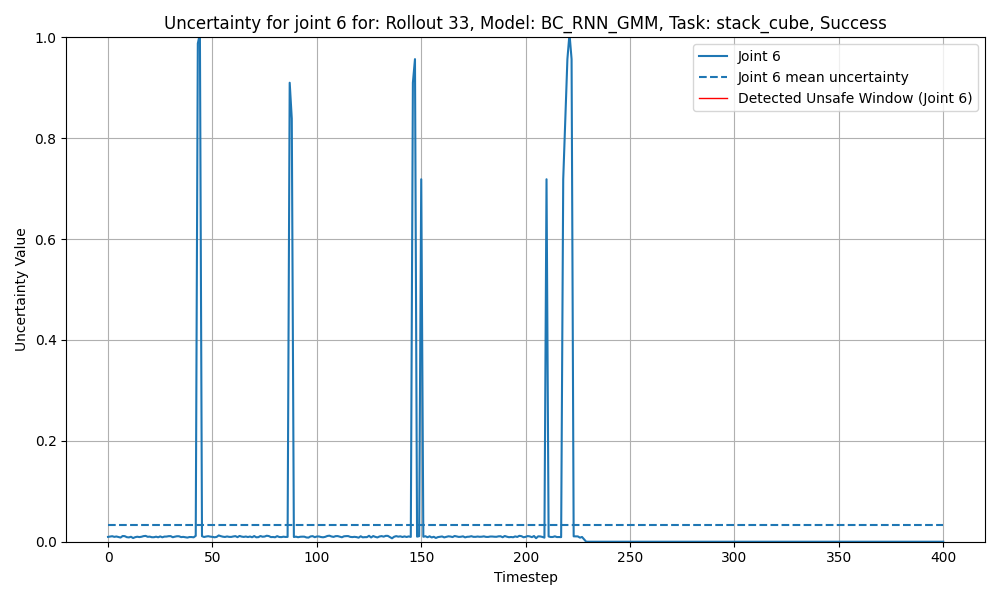 Uncertainty for joint 6 for: Rollout 33, Model: BC_RNN_GMM, Task: stack_cube, Success
Uncertainty Value
1.0
0.8
0.6
0.4
0.2
0.0
Joint 6
Joint 6 mean uncertainty
Detected Unsafe Window (Joint 6)
0 50 100 150 200 250 300 350 400
Timestep